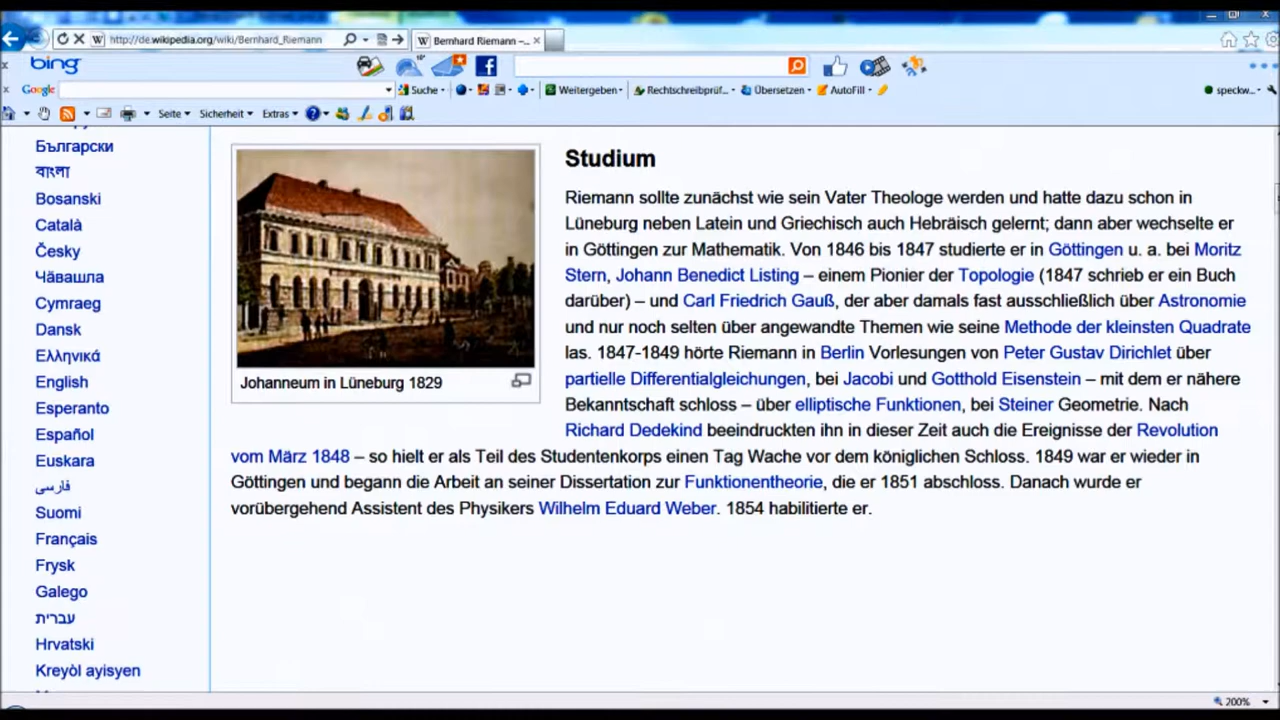 http://de.wikipedia.org/wiki/Bernhard_Riemann
W Bernhard Riemann –...
bing
10°
Google
Suche
Weitergeben
Rechtschreibprüf...
Übersetzen
AutoFill
speckw...
Seite
Sicherheit
Extras
Български
বাংলা
Bosanski
Català
Česky
Чӑвашла
Cymraeg
Dansk
Ελληνικά
English
Esperanto
Español
Euskara
فارسی
Suomi
Français
Frysk
Galego
עברית
Hrvatski
Kreyòl ayisyen
Johanneum in Lüneburg 1829
Studium
Riemann sollte zunächst wie sein Vater Theologe werden und hatte dazu schon in
Lüneburg neben Latein und Griechisch auch Hebräisch gelernt; dann aber wechselte er
in Göttingen zur Mathematik. Von 1846 bis 1847 studierte er in Göttingen u. a. bei Moritz
Stern, Johann Benedict Listing – einem Pionier der Topologie (1847 schrieb er ein Buch
darüber) – und Carl Friedrich Gauß, der aber damals fast ausschließlich über Astronomie
und nur noch selten über angewandte Themen wie seine Methode der kleinsten Quadrate
las. 1847-1849 hörte Riemann in Berlin Vorlesungen von Peter Gustav Dirichlet über
partielle Differentialgleichungen, bei Jacobi und Gotthold Eisenstein – mit dem er nähere
Bekanntschaft schloss – über elliptische Funktionen, bei Steiner Geometrie. Nach
Richard Dedekind beeindruckten ihn in dieser Zeit auch die Ereignisse der Revolution
vom März 1848 – so hielt er als Teil des Studentenkorps einen Tag Wache vor dem königlichen Schloss. 1849 war er wieder in
Göttingen und begann die Arbeit an seiner Dissertation zur Funktionentheorie, die er 1851 abschloss. Danach wurde er
vorübergehend Assistent des Physikers Wilhelm Eduard Weber. 1854 habilitierte er.
200%